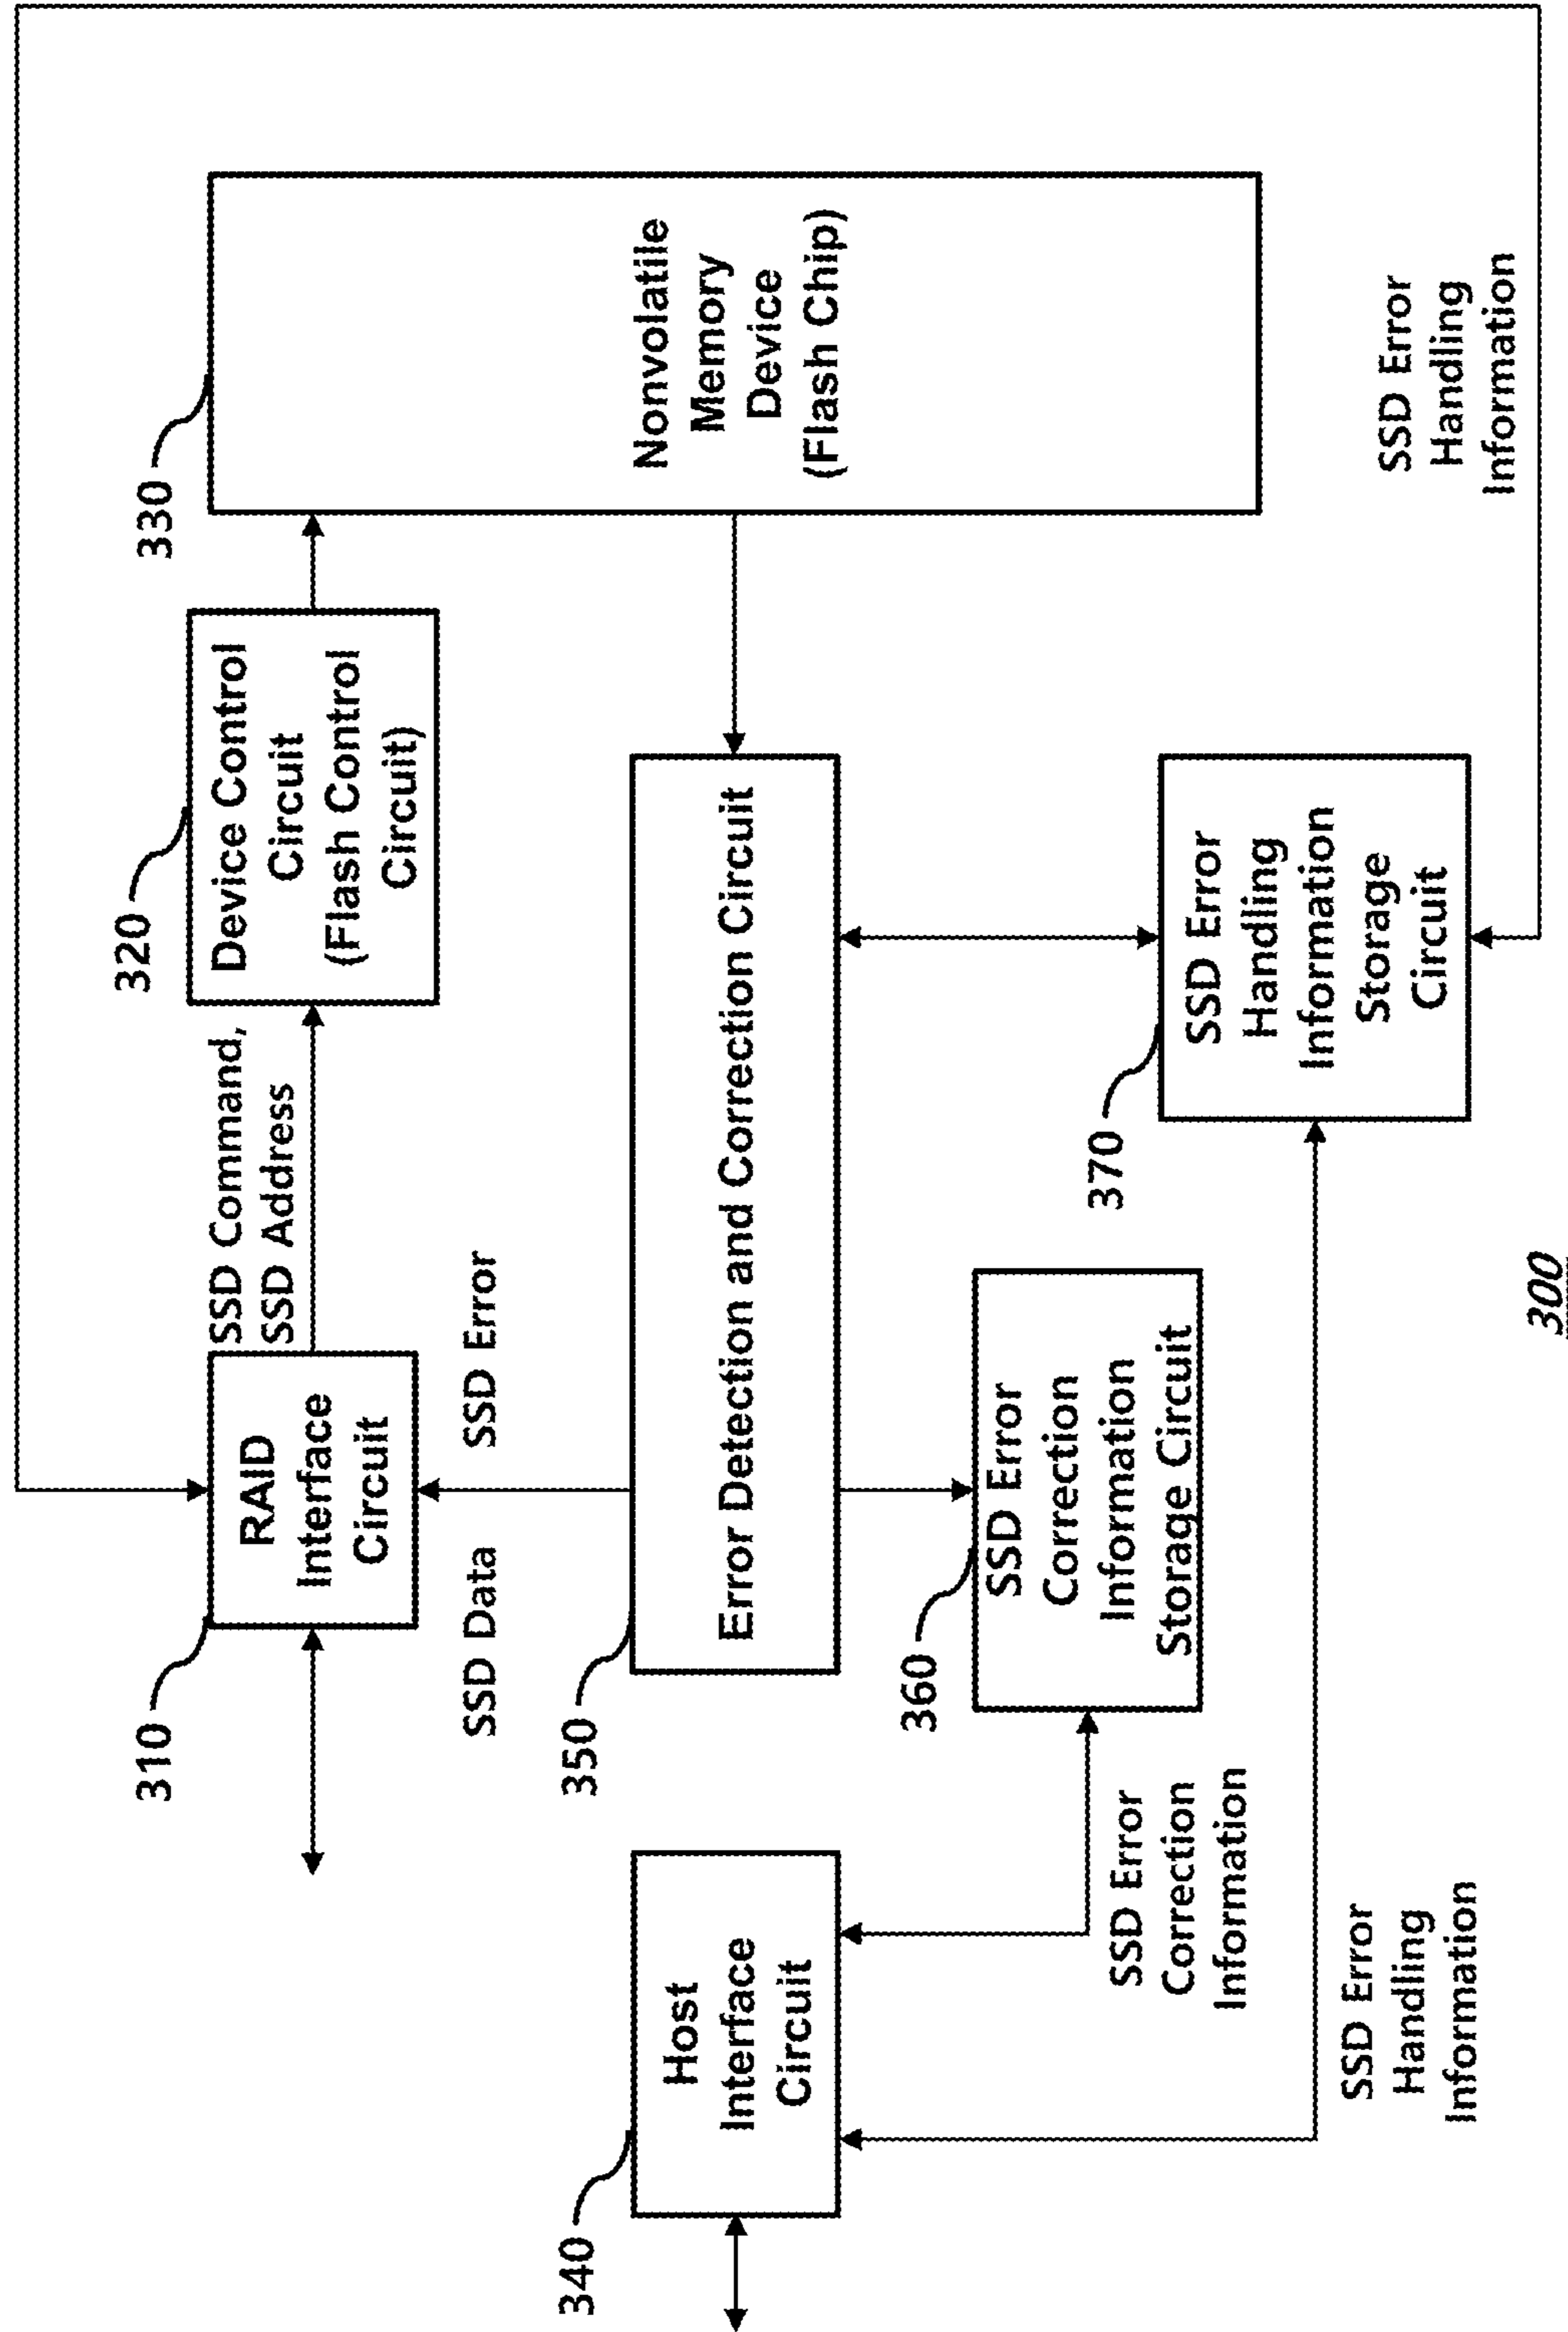 310
RAID
Interface
Circuit
SSD Command,
SSD Address
320
Device Control
Circuit
(Flash Control
Circuit)
330
Nonvolatile
Memory
Device
(Flash Chip)
SSD Data
SSD Error
340
Host
Interface
Circuit
350
Error Detection and Correction Circuit
360
SSD Error
Correction
Information
Storage Circuit
SSD Error
Correction
Information
370
SSD Error
Handling
Information
Storage
Circuit
SSD Error
Handling
Information
SSD Error
Handling
Information
300